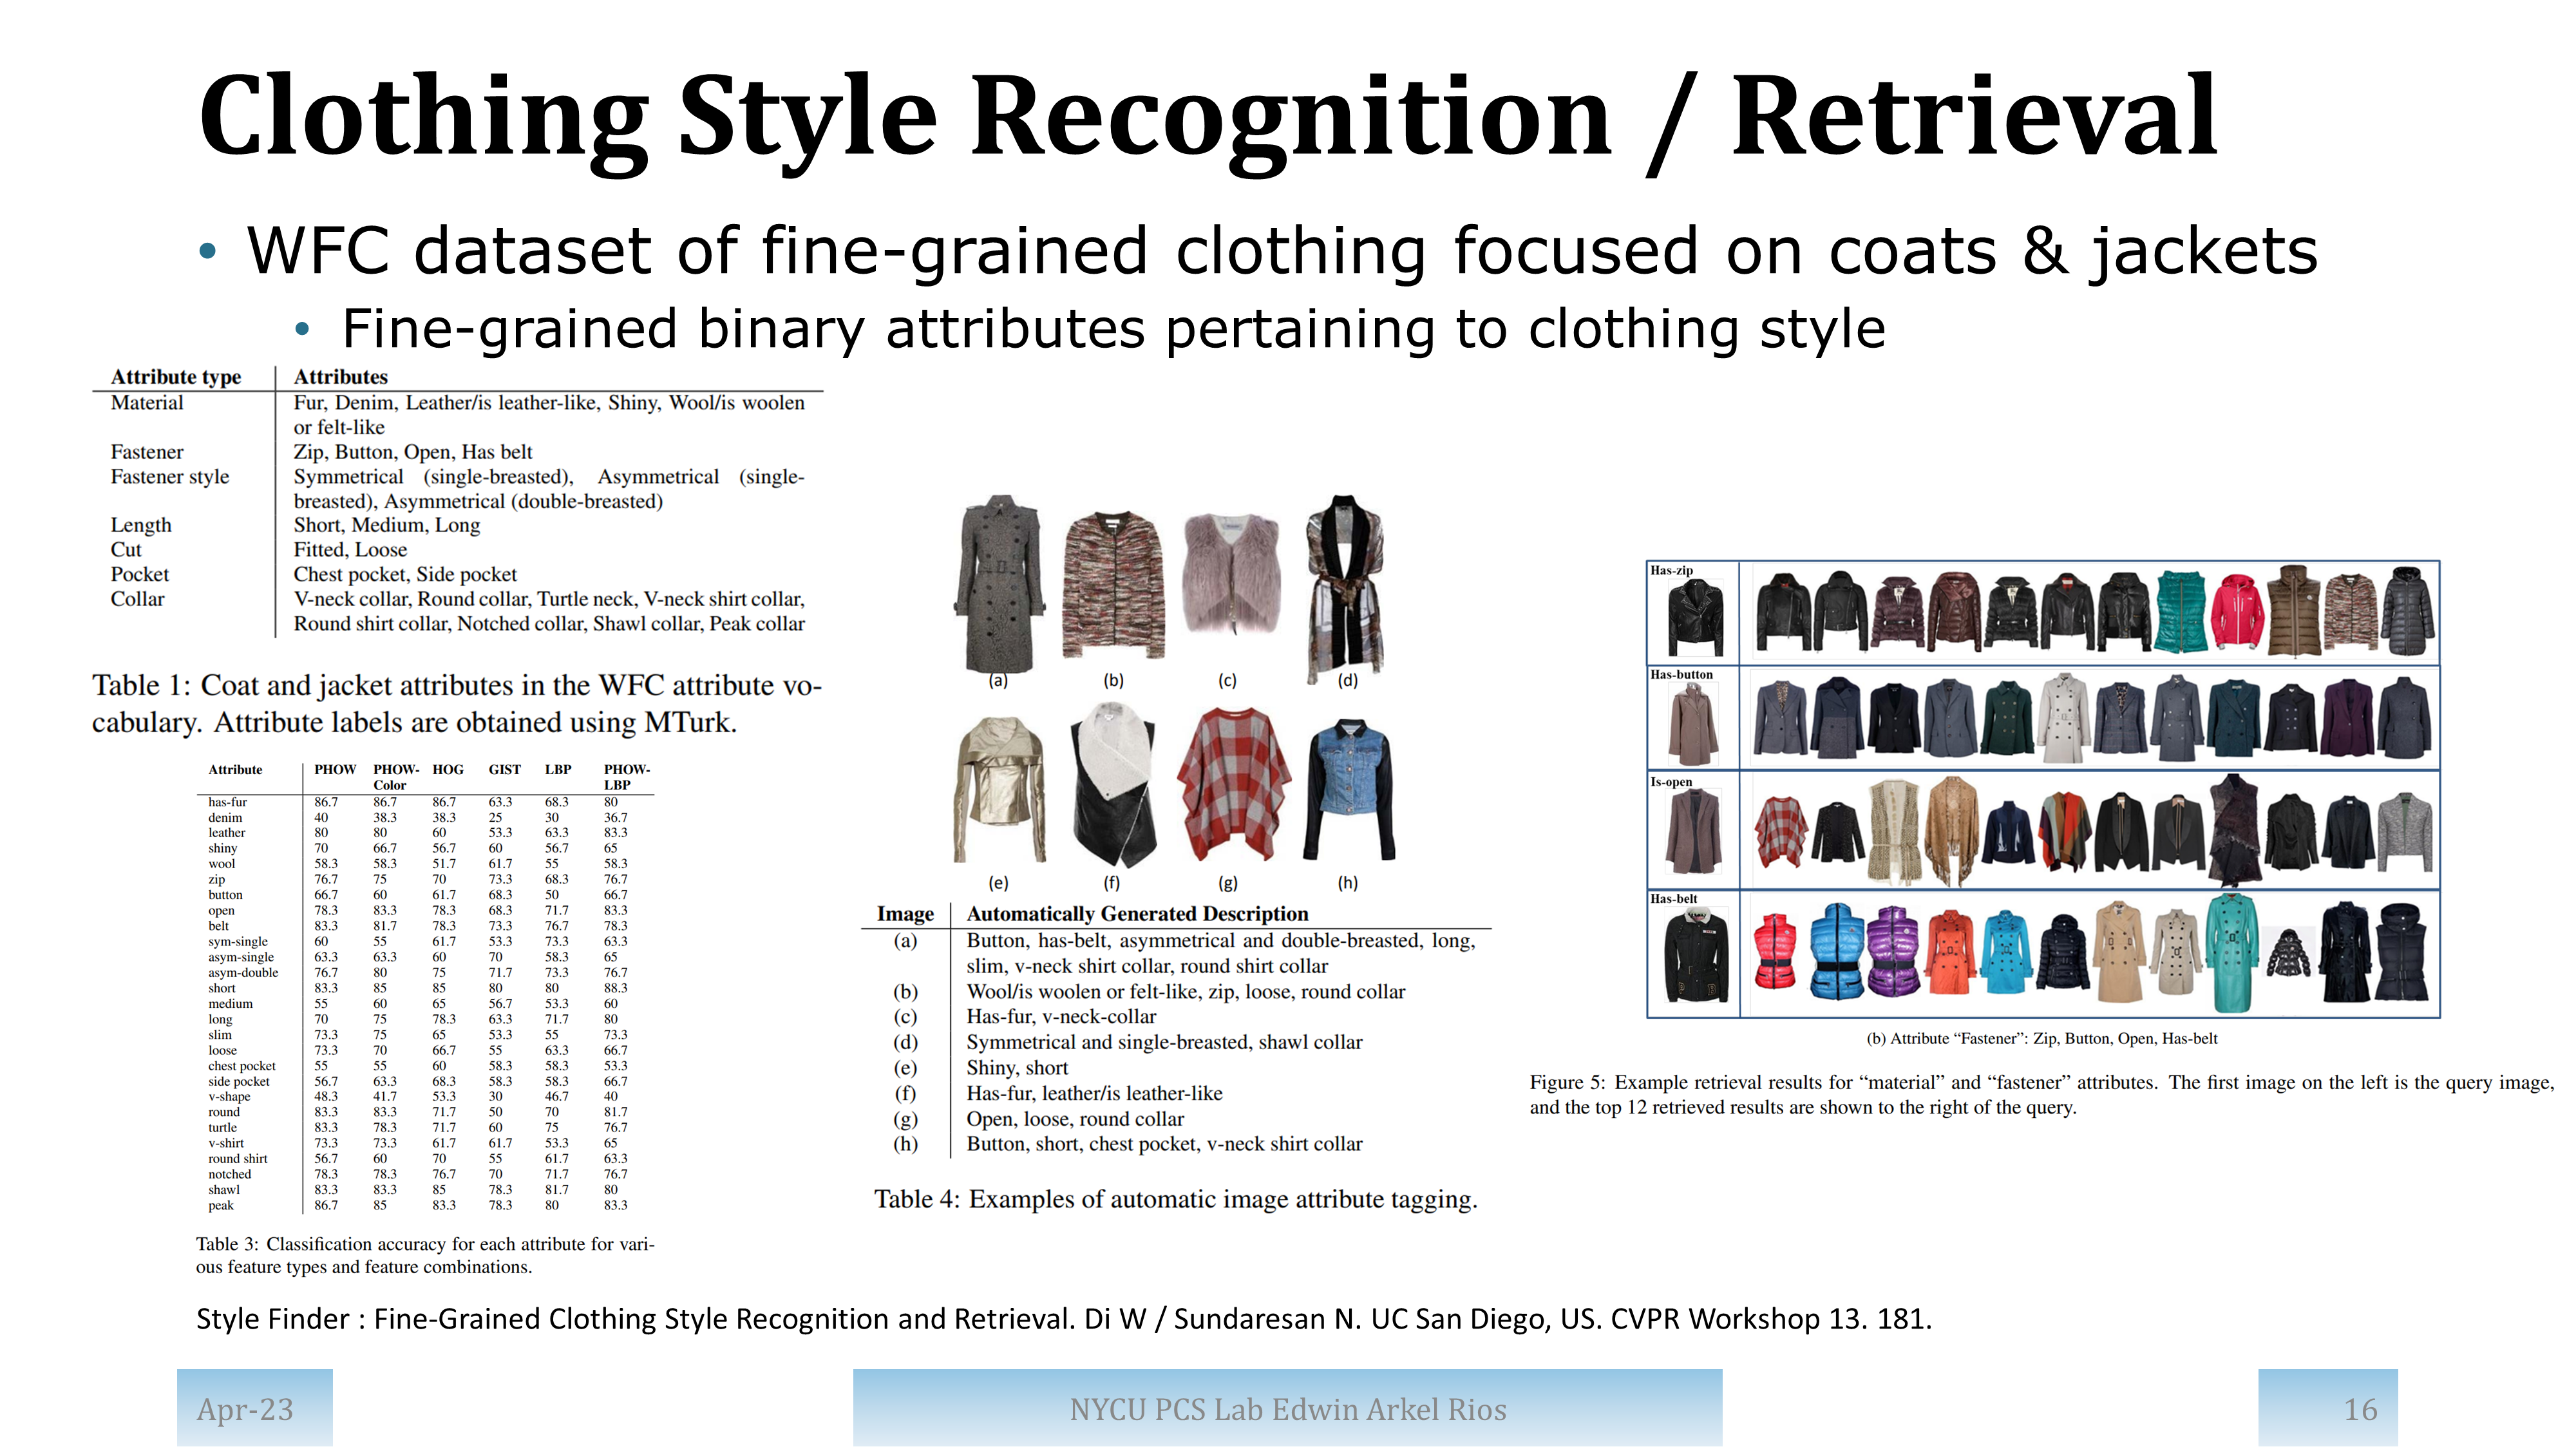 Clothing Style Recognition / Retrieval
• WFC dataset of fine-grained clothing focused on coats & jackets
• Fine-grained binary attributes pertaining to clothing style
Attribute type Attributes
Material Fur, Denim, Leather/is leather-like, Shiny, Wool/is woolen
or felt-like
Fastener Zip, Button, Open, Has belt
Fastener style Symmetrical (single-breasted), Asymmetrical (single-
breasted), Asymmetrical (double-breasted)
Length Short, Medium, Long
Cut Fitted, Loose
Pocket Chest pocket, Side pocket
Collar V-neck collar, Round collar, Turtle neck, V-neck shirt collar,
Round shirt collar, Notched collar, Shawl collar, Peak collar
Table 1: Coat and jacket attributes in the WFC attribute vo-
cabulary. Attribute labels are obtained using MTurk.
Attribute PHOW PHOW- HOG GIST LBP PHOW-
Color LBP
has-fur 86.7 86.7 86.7 63.3 68.3 80
denim 40 38.3 38.3 25 30 36.7
leather 80 80 60 53.3 63.3 83.3
shiny 70 66.7 56.7 60 56.7 65
wool 58.3 58.3 51.7 61.7 55 58.3
zip 76.7 75 70 73.3 68.3 76.7
button 66.7 60 61.7 68.3 50 66.7
open 78.3 83.3 78.3 68.3 71.7 83.3
belt 83.3 81.7 78.3 73.3 76.7 78.3
sym-single 60 55 61.7 53.3 73.3 63.3
asym-single 63.3 63.3 60 70 58.3 65
asym-double 76.7 80 75 71.7 73.3 76.7
short 83.3 85 85 80 80 88.3
medium 55 60 65 56.7 53.3 60
long 70 75 78.3 63.3 71.7 80
slim 73.3 75 65 53.3 55 73.3
loose 73.3 70 66.7 55 63.3 66.7
chest pocket 55 55 60 58.3 58.3 53.3
side pocket 56.7 63.3 68.3 58.3 58.3 66.7
v-shape 48.3 41.7 53.3 30 46.7 40
round 83.3 83.3 71.7 50 70 81.7
turtle 83.3 78.3 71.7 60 75 76.7
v-shirt 73.3 73.3 61.7 61.7 53.3 65
round shirt 56.7 60 70 55 61.7 63.3
notched 78.3 78.3 76.7 70 71.7 76.7
shawl 83.3 83.3 85 78.3 81.7 80
peak 86.7 85 83.3 78.3 80 83.3
Table 3: Classification accuracy for each attribute for vari-
ous feature types and feature combinations.
(a) (b) (c) (d)
(e) (f) (g) (h)
Image Automatically Generated Description
(a) Button, has-belt, asymmetrical and double-breasted, long,
slim, v-neck shirt collar, round shirt collar
(b) Wool/is woolen or felt-like, zip, loose, round collar
(c) Has-fur, v-neck-collar
(d) Symmetrical and single-breasted, shawl collar
(e) Shiny, short
(f) Has-fur, leather/is leather-like
(g) Open, loose, round collar
(h) Button, short, chest pocket, v-neck shirt collar
Table 4: Examples of automatic image attribute tagging.
Has-zip
Has-button
Is-open
Has-belt
(b) Attribute “Fastener”: Zip, Button, Open, Has-belt
Figure 5: Example retrieval results for “material” and “fastener” attributes. The first image on the left is the query image,
and the top 12 retrieved results are shown to the right of the query.
Style Finder : Fine-Grained Clothing Style Recognition and Retrieval. Di W / Sundaresan N. UC San Diego, US. CVPR Workshop 13. 181.
Apr-23 NYCU PCS Lab Edwin Arkel Rios 16